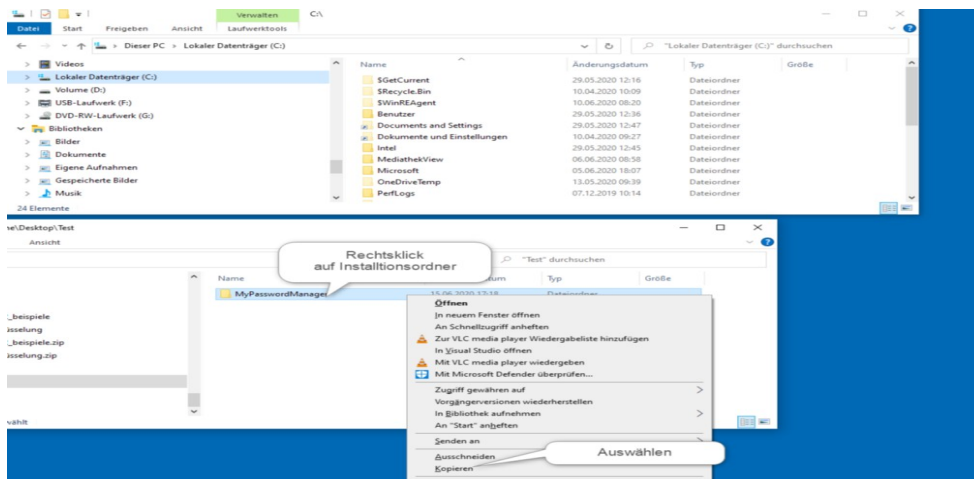 Verwalten C:\
Datei Start Freigeben Ansicht Laufwerktools
Dieser PC > Lokaler Datenträger (C:) "Lokaler Datenträger (C:)" durchsuchen
Videos
Lokaler Datenträger (C:)
Volume (D:)
USB-Laufwerk (F:)
DVD-RW-Laufwerk (G:)
Bibliotheken
Bilder
Dokumente
Eigene Aufnahmen
Gespeicherte Bilder
Musik
Name Änderungsdatum Typ Größe
$GetCurrent 29.05.2020 12:16 Dateiordner
$Recycle.Bin 10.04.2020 10:09 Dateiordner
$WinREAgent 10.06.2020 08:20 Dateiordner
Benutzer 29.05.2020 12:36 Dateiordner
Documents and Settings 29.05.2020 12:47 Dateiordner
Dokumente und Einstellungen 10.04.2020 09:27 Dateiordner
Intel 29.05.2020 12:45 Dateiordner
MediathekView 06.06.2020 08:58 Dateiordner
Microsoft 05.06.2020 18:07 Dateiordner
OneDriveTemp 13.05.2020 09:39 Dateiordner
PerfLogs 07.12.2019 10:14 Dateiordner
24 Elemente
ne\Desktop\Test
Ansicht
"Test" durchsuchen
Rechtsklick
auf Installtionsordner
Name tum Typ Größe
MyPasswordManager 15.06.2020 17:18 Dateiordner
_beispiele
isselung
_beispiele.zip
isselung.zip
wählt
Öffnen
In neuem Fenster öffnen
An Schnellzugriff anheften
Zur VLC media player Wiedergabeliste hinzufügen
In Visual Studio öffnen
Mit VLC media player wiedergeben
Mit Microsoft Defender überprüfen...
Zugriff gewähren auf
Vorgängerversionen wiederherstellen
In Bibliothek aufnehmen
An "Start" anheften
Senden an
Ausschneiden
Kopieren
Auswählen